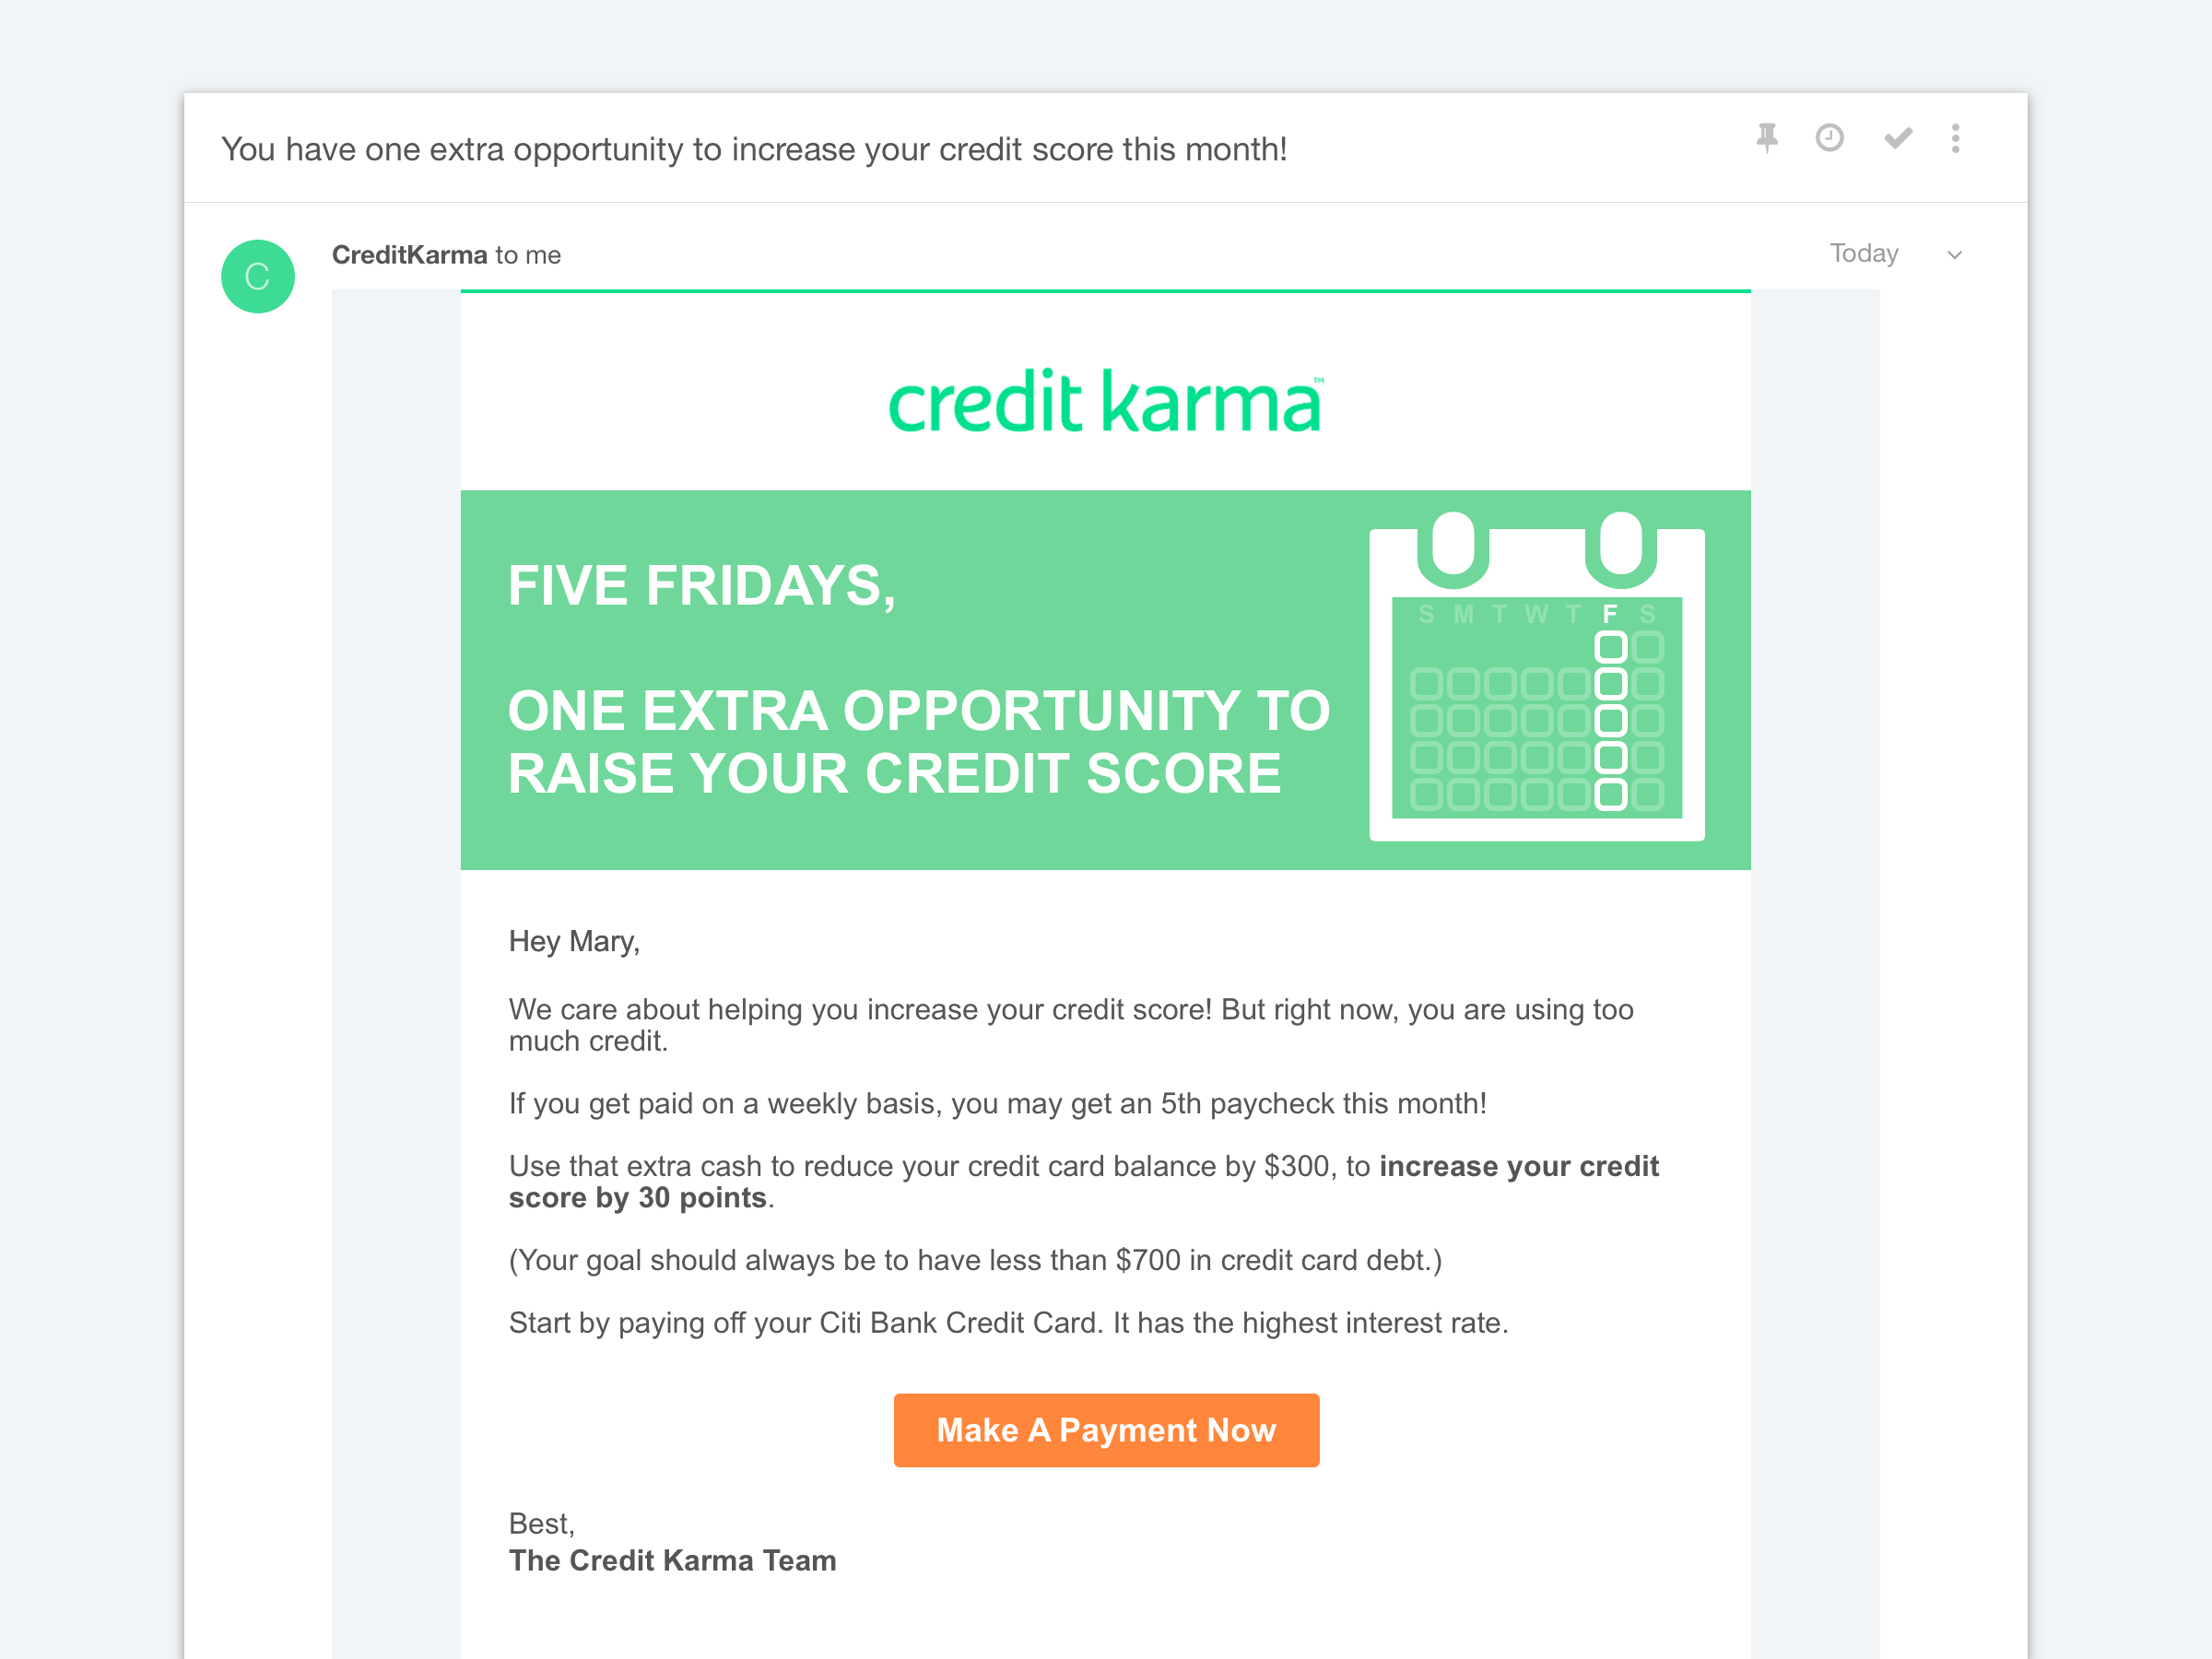 You have one extra opportunity to increase your credit score this month!
C
CreditKarma to me
Today
credit karma™
FIVE FRIDAYS,
ONE EXTRA OPPORTUNITY TO
RAISE YOUR CREDIT SCORE
S M T W T F S
Hey Mary,
We care about helping you increase your credit score! But right now, you are using too
much credit.
If you get paid on a weekly basis, you may get an 5th paycheck this month!
Use that extra cash to reduce your credit card balance by $300, to increase your credit
score by 30 points.
(Your goal should always be to have less than $700 in credit card debt.)
Start by paying off your Citi Bank Credit Card. It has the highest interest rate.
Make A Payment Now
Best,
The Credit Karma Team